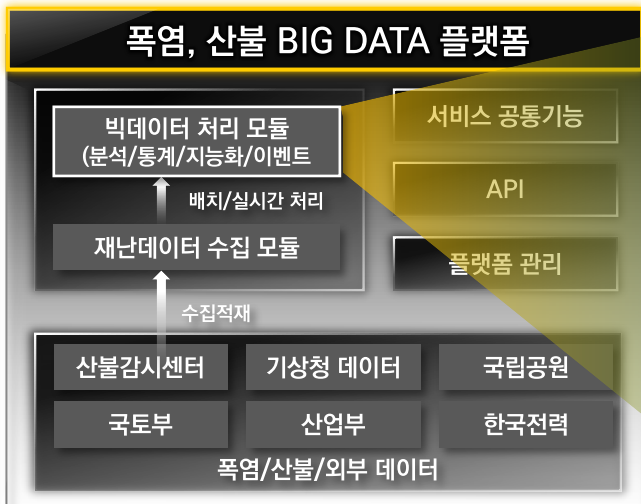 폭염, 산불 BIG DATA 플랫폼
빅데이터 처리 모듈
(분석/통계/지능화/이벤트
배치/실시간 처리
재난데이터 수집 모듈
서비스 공통기능
API
플랫폼 관리
수집적재
산불감시센터
기상청 데이터
국립공원
국토부
산업부
한국전력
폭염/산불/외부 데이터